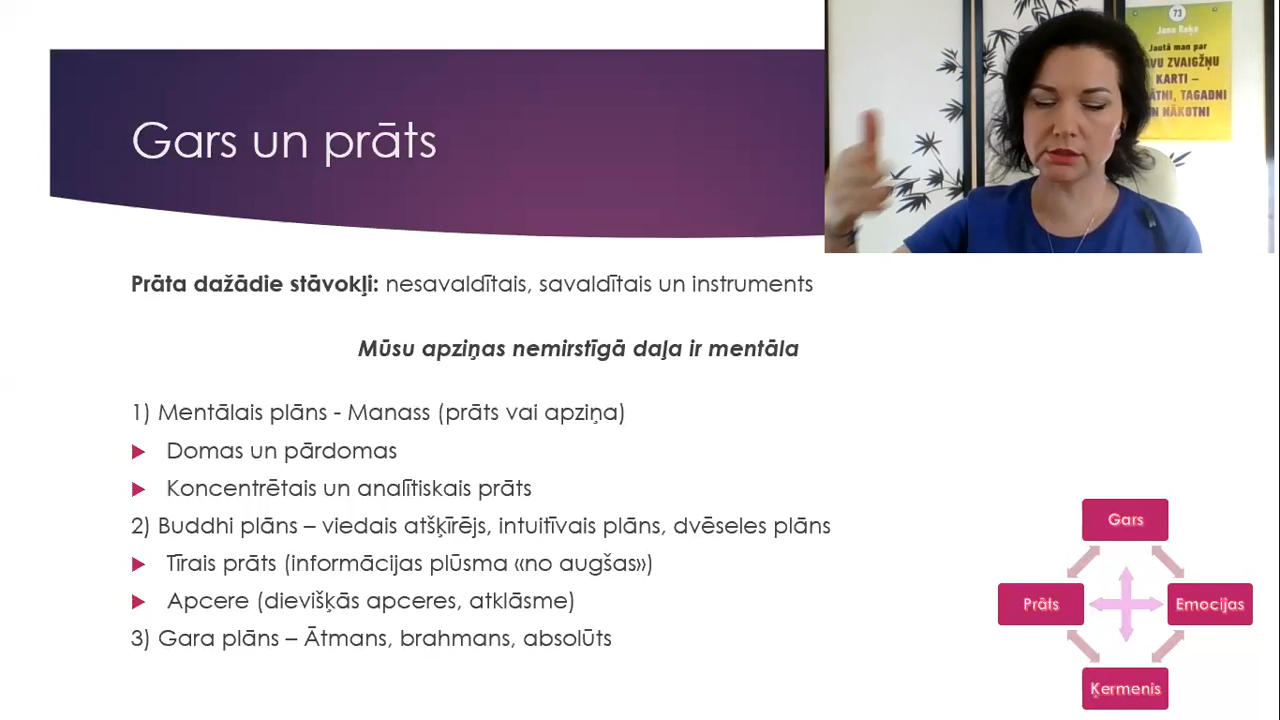 Gars un prāts
73
Jautā man par
KARTI –
Prāta dažādie stāvokļi: nesavaldītais, savaldītais un instruments
Mūsu apziņas nemirstīgā daļa ir mentāla
1) Mentālais plāns - Manass (prāts vai apziņa)
Domas un pārdomas
Koncentrētais un analītiskais prāts
2) Buddhi plāns – viedais atšķīrējs, intuitīvais plāns, dvēseles plāns
Tīrais prāts (informācijas plūsma «no augšas»)
Apcere (dievišķās apceres, atklāsme)
3) Gara plāns – Ātmans, brahmans, absolūts
Gars
Prāts
Emocijas
Ķermenis